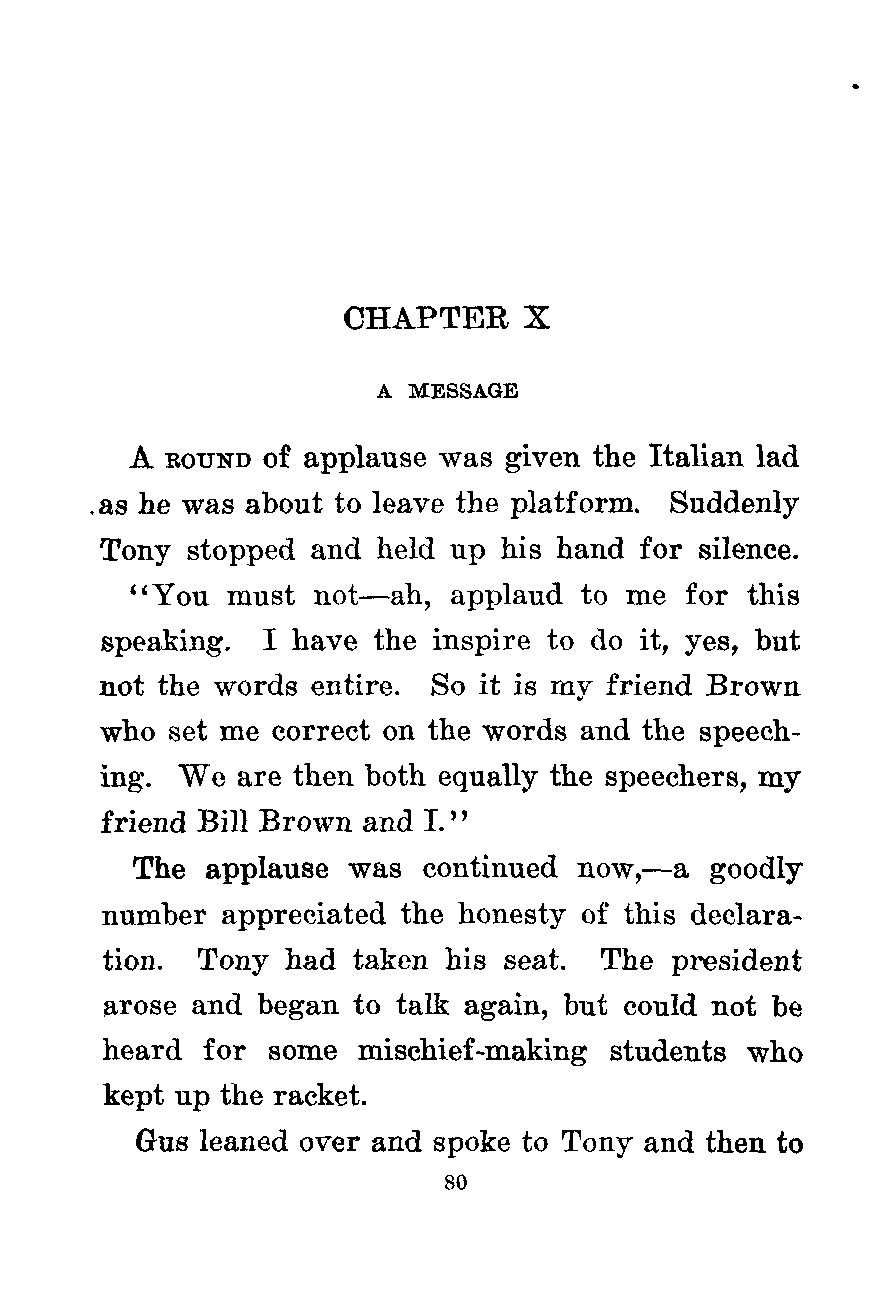 CHAPTER X
A MESSAGE
A ROUND of applause was given the Italian lad
as he was about to leave the platform. Suddenly
Tony stopped and held up his hand for silence.
"You must not—ah, applaud to me for this
speaking. I have the inspire to do it, yes, but
not the words entire. So it is my friend Brown
who set me correct on the words and the speech-
ing. We are then both equally the speechers, my
friend Bill Brown and I."
The applause was continued now,—a goodly
number appreciated the honesty of this declara-
tion. Tony had taken his seat. The president
arose and began to talk again, but could not be
heard for some mischief-making students who
kept up the racket.
Gus leaned over and spoke to Tony and then to
80